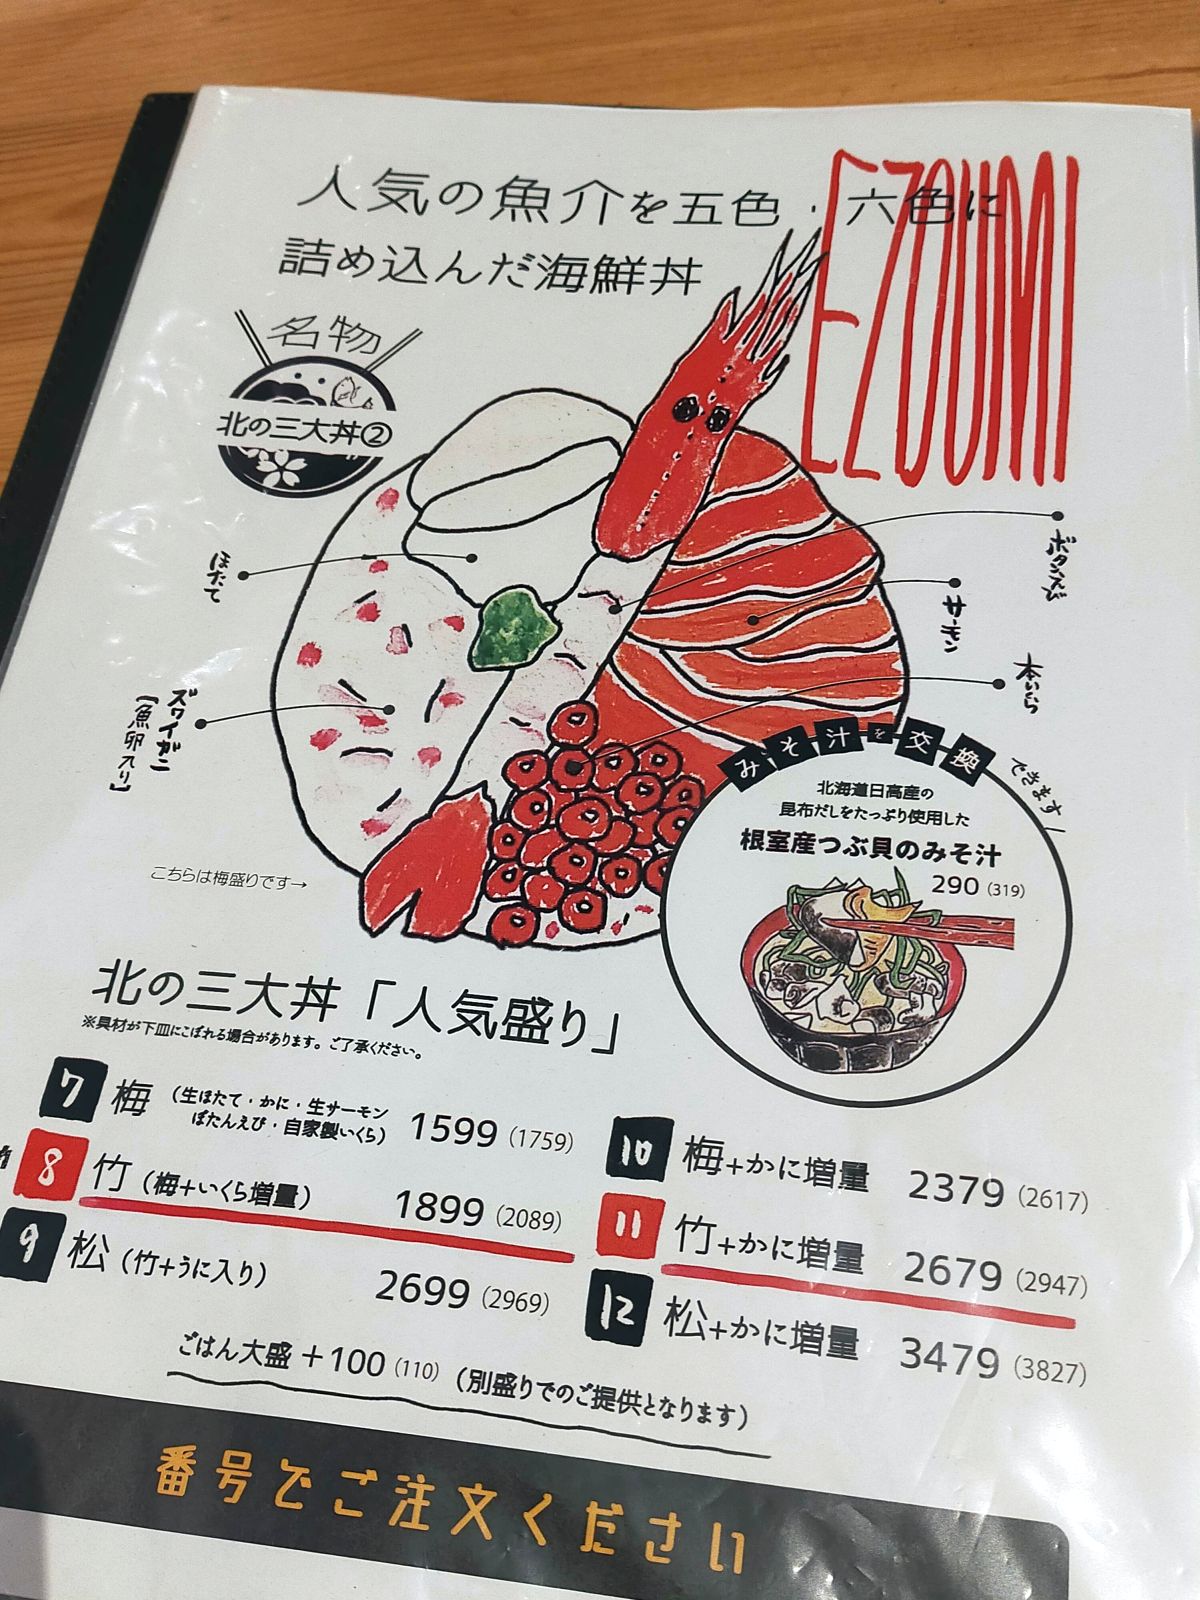 人気の魚介を五色・六色に
詰め込んだ海鮮丼
EZOUMI
名物
北の三大丼②
ほたて
ボタンえび
サーモン
本いくら
ズワイガニ
(魚卵入り)
こちらは梅盛りです→
みそ汁を交換
できます!
北海道日高産の
昆布だしをたっぷり使用した
根室産つぶ貝のみそ汁
290(319)
北の三大丼「人気盛り」
※具材が下皿にこぼれる場合があります。ご了承ください。
7 梅 (生ほたて・かに・生サーモン
ぼたんえび・自家製いくら) 1599(1759)
8 竹 (梅+いくら増量) 1899(2089)
9 松 (竹+うに入り) 2699(2969)
10 梅+かに増量 2379(2617)
11 竹+かに増量 2679(2947)
12 松+かに増量 3479(3827)
ごはん大盛+100(110) (別盛りでのご提供となります)
番号でご注文ください